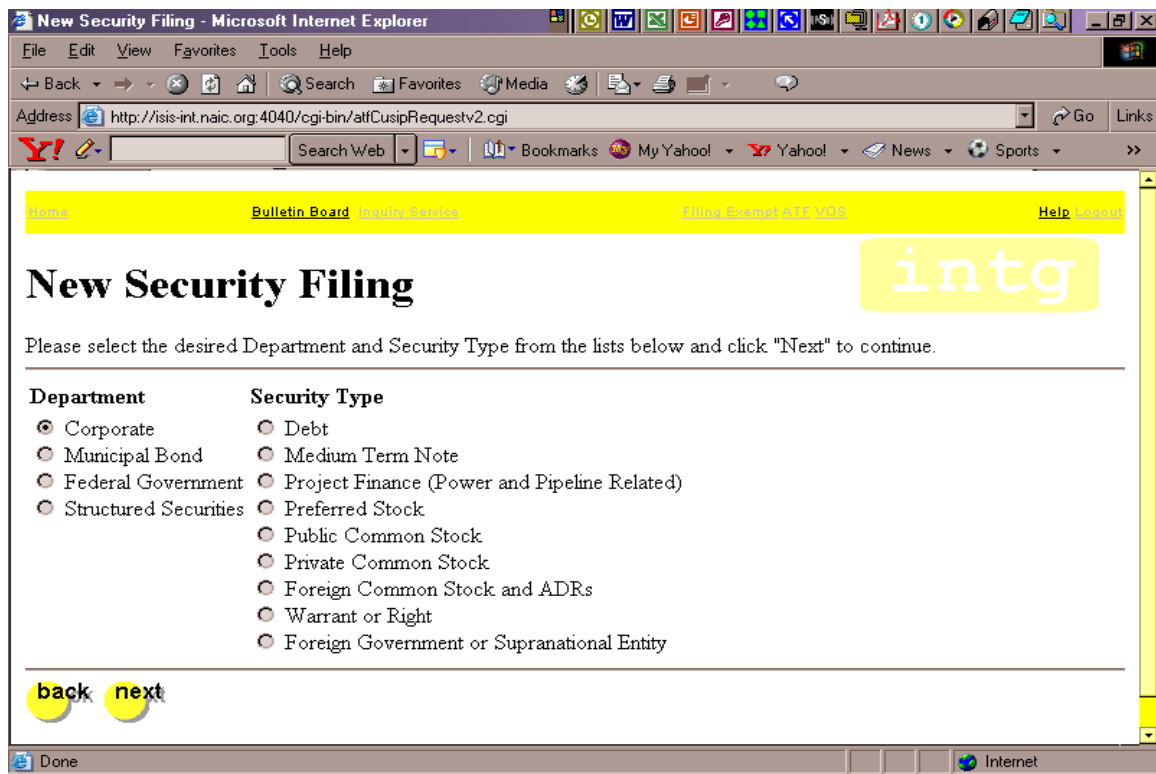 New Security Filing - Microsoft Internet Explorer
File Edit View Favorites Tools Help
Back Search Favorites Media
Address http://isis-int.naic.org:4040/cgi-bin/atfCusipRequestv2.cgi Go Links
Y! Search Web Bookmarks My Yahoo! Yahoo! News Sports »
Home Bulletin Board Inquiry Service Filing Exempt ATF VOS Help Logout
intg
New Security Filing
Please select the desired Department and Security Type from the lists below and click "Next" to continue.
Department Security Type
Corporate Debt
Municipal Bond Medium Term Note
Federal Government Project Finance (Power and Pipeline Related)
Structured Securities Preferred Stock
Public Common Stock
Private Common Stock
Foreign Common Stock and ADRs
Warrant or Right
Foreign Government or Supranational Entity
back next
Done Internet